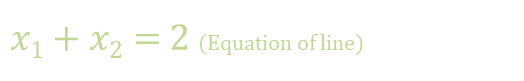 x₁ + x₂ = 2 (Equation of line)